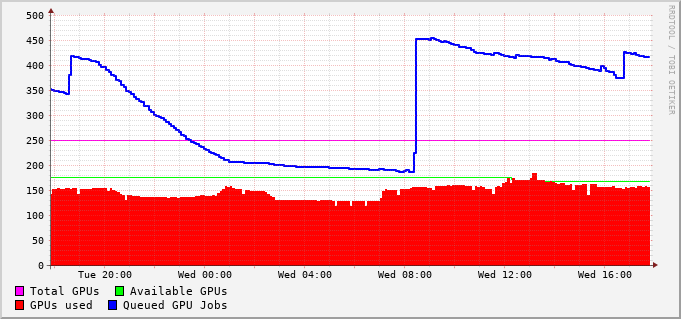 500
450
400
350
300
250
200
150
100
50
0
Tue 20:00 Wed 00:00 Wed 04:00 Wed 08:00 Wed 12:00 Wed 16:00
Total GPUs Available GPUs
GPUs used Queued GPU Jobs
RRDTOOL / TOBI OETIKER